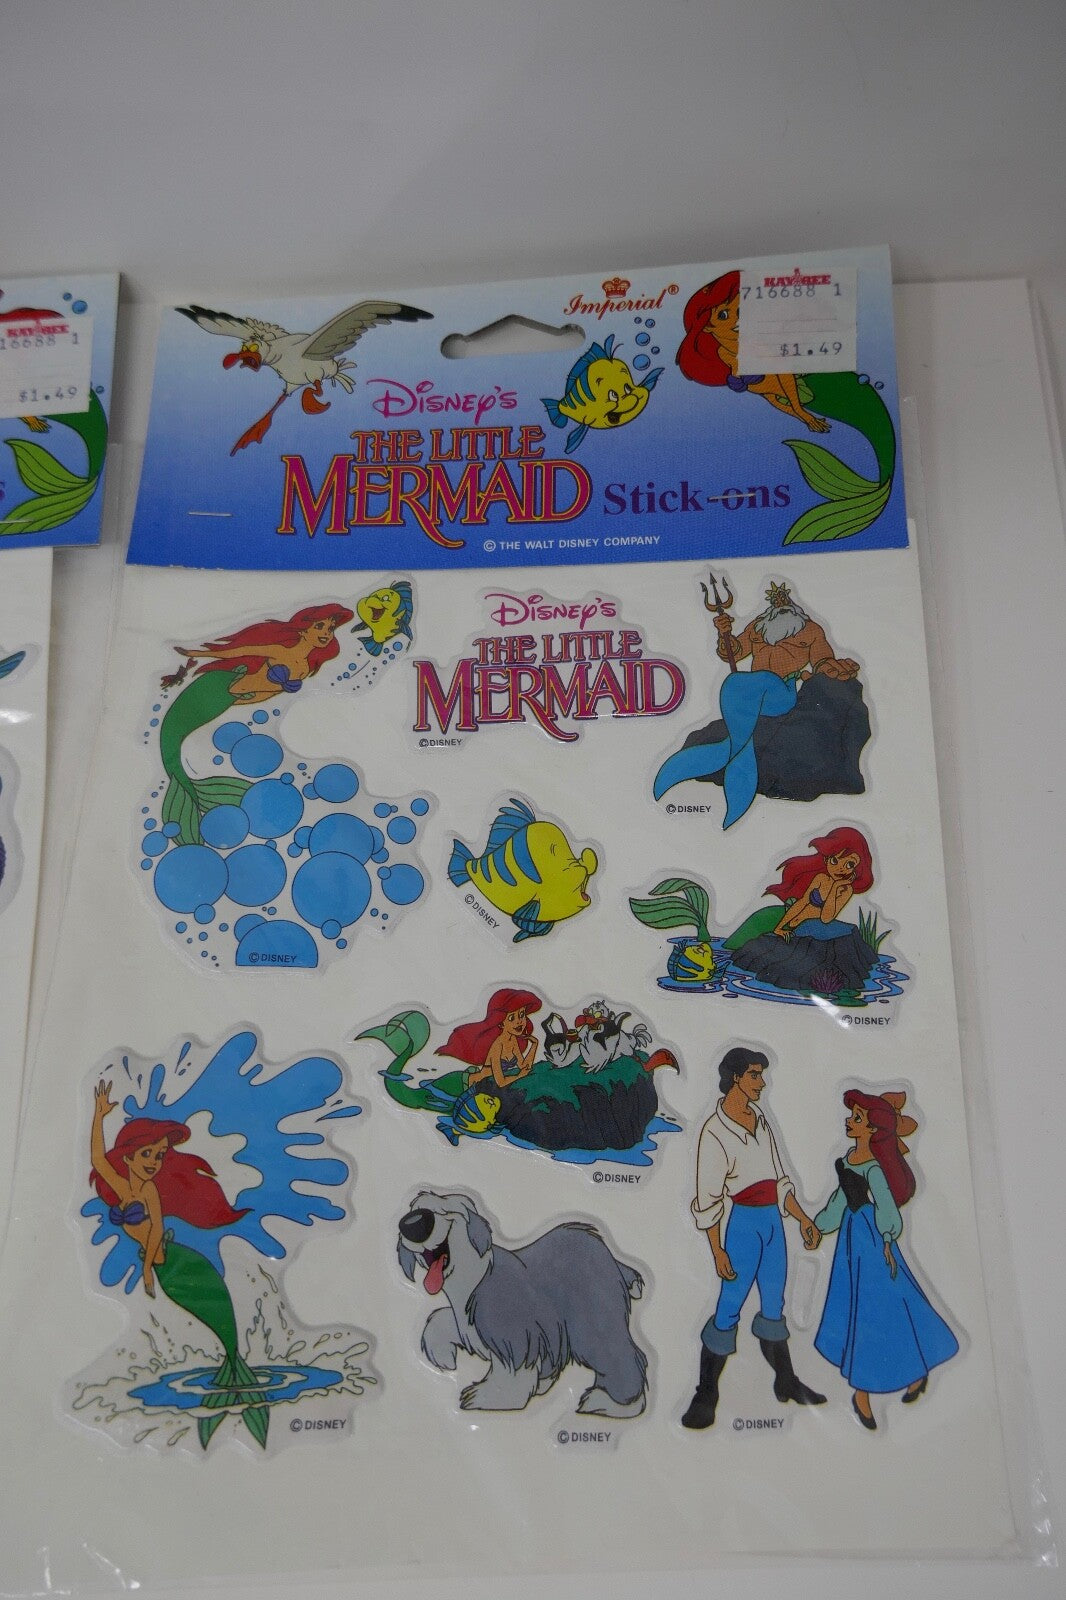 KAY BEE
16688 1
$1.49
s
Imperial®
KAY BEE
716688 1
$1.49
Disney's
THE LITTLE
MERMAID Stick-ons
© THE WALT DISNEY COMPANY
Disney's
THE LITTLE
MERMAID
© DISNEY
© DISNEY
© DISNEY
© DISNEY
© DISNEY
© DISNEY
© DISNEY
© DISNEY
© DISNEY